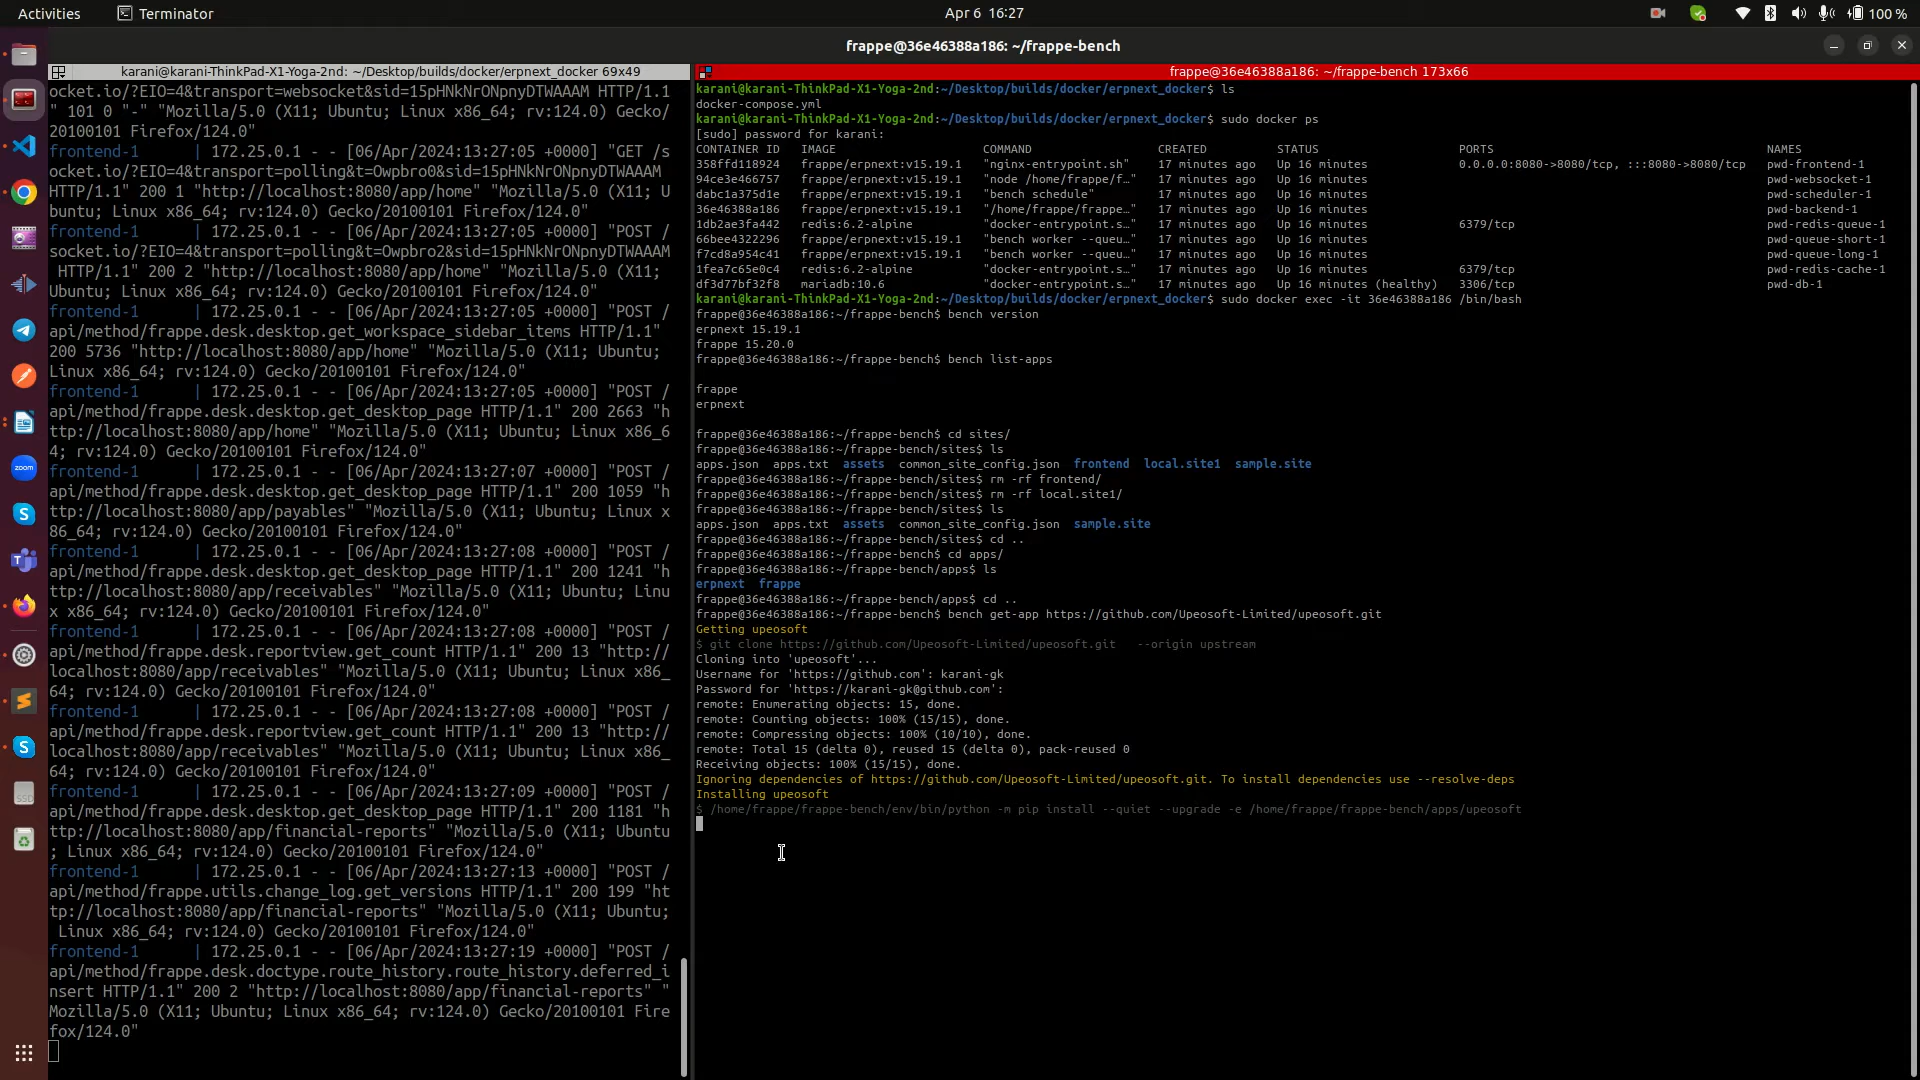 Activities
Terminator
Apr 6 16:27
100 %
frappe@36e46388a186: ~/frappe-bench
karani@karani-ThinkPad-X1-Yoga-2nd: ~/Desktop/builds/docker/erpnext_docker 69x49
ocket.io/?EIO=4&transport=websocket&sid=15pHNkNrONpnyDTWAAAM HTTP/1.1
" 101 0 "-" "Mozilla/5.0 (X11; Ubuntu; Linux x86_64; rv:124.0) Gecko/
20100101 Firefox/124.0"
frontend-1       | 172.25.0.1 - - [06/Apr/2024:13:27:05 +0000] "GET /s
ocket.io/?EIO=4&transport=polling&t=Owpbro0&sid=15pHNkNrONpnyDTWAAAM
HTTP/1.1" 200 1 "http://localhost:8080/app/home" "Mozilla/5.0 (X11; U
buntu; Linux x86_64; rv:124.0) Gecko/20100101 Firefox/124.0"
frontend-1       | 172.25.0.1 - - [06/Apr/2024:13:27:05 +0000] "POST /
socket.io/?EIO=4&transport=polling&t=Owpbro2&sid=15pHNkNrONpnyDTWAAAM
 HTTP/1.1" 200 2 "http://localhost:8080/app/home" "Mozilla/5.0 (X11;
Ubuntu; Linux x86_64; rv:124.0) Gecko/20100101 Firefox/124.0"
frontend-1       | 172.25.0.1 - - [06/Apr/2024:13:27:05 +0000] "POST /
api/method/frappe.desk.desktop.get_workspace_sidebar_items HTTP/1.1"
200 5736 "http://localhost:8080/app/home" "Mozilla/5.0 (X11; Ubuntu;
Linux x86_64; rv:124.0) Gecko/20100101 Firefox/124.0"
frontend-1       | 172.25.0.1 - - [06/Apr/2024:13:27:05 +0000] "POST /
api/method/frappe.desk.desktop.get_desktop_page HTTP/1.1" 200 2663 "h
ttp://localhost:8080/app/home" "Mozilla/5.0 (X11; Ubuntu; Linux x86_6
4; rv:124.0) Gecko/20100101 Firefox/124.0"
frontend-1       | 172.25.0.1 - - [06/Apr/2024:13:27:07 +0000] "POST /
api/method/frappe.desk.desktop.get_desktop_page HTTP/1.1" 200 1059 "h
ttp://localhost:8080/app/payables" "Mozilla/5.0 (X11; Ubuntu; Linux x
86_64; rv:124.0) Gecko/20100101 Firefox/124.0"
frontend-1       | 172.25.0.1 - - [06/Apr/2024:13:27:08 +0000] "POST /
api/method/frappe.desk.desktop.get_desktop_page HTTP/1.1" 200 1241 "h
ttp://localhost:8080/app/receivables" "Mozilla/5.0 (X11; Ubuntu; Linu
x x86_64; rv:124.0) Gecko/20100101 Firefox/124.0"
frontend-1       | 172.25.0.1 - - [06/Apr/2024:13:27:08 +0000] "POST /
api/method/frappe.desk.reportview.get_count HTTP/1.1" 200 13 "http://
localhost:8080/app/receivables" "Mozilla/5.0 (X11; Ubuntu; Linux x86_
64; rv:124.0) Gecko/20100101 Firefox/124.0"
frontend-1       | 172.25.0.1 - - [06/Apr/2024:13:27:08 +0000] "POST /
api/method/frappe.desk.reportview.get_count HTTP/1.1" 200 13 "http://
localhost:8080/app/receivables" "Mozilla/5.0 (X11; Ubuntu; Linux x86_
64; rv:124.0) Gecko/20100101 Firefox/124.0"
frontend-1       | 172.25.0.1 - - [06/Apr/2024:13:27:09 +0000] "POST /
api/method/frappe.desk.desktop.get_desktop_page HTTP/1.1" 200 1181 "h
ttp://localhost:8080/app/financial-reports" "Mozilla/5.0 (X11; Ubuntu
; Linux x86_64; rv:124.0) Gecko/20100101 Firefox/124.0"
frontend-1       | 172.25.0.1 - - [06/Apr/2024:13:27:13 +0000] "POST /
api/method/frappe.utils.change_log.get_versions HTTP/1.1" 200 199 "ht
tp://localhost:8080/app/financial-reports" "Mozilla/5.0 (X11; Ubuntu;
 Linux x86_64; rv:124.0) Gecko/20100101 Firefox/124.0"
frontend-1       | 172.25.0.1 - - [06/Apr/2024:13:27:19 +0000] "POST /
api/method/frappe.desk.doctype.route_history.route_history.deferred_i
nsert HTTP/1.1" 200 2 "http://localhost:8080/app/financial-reports" "
Mozilla/5.0 (X11; Ubuntu; Linux x86_64; rv:124.0) Gecko/20100101 Fire
fox/124.0"
frappe@36e46388a186: ~/frappe-bench 173x66
karani@karani-ThinkPad-X1-Yoga-2nd:~/Desktop/builds/docker/erpnext_docker$ ls
docker-compose.yml
karani@karani-ThinkPad-X1-Yoga-2nd:~/Desktop/builds/docker/erpnext_docker$ sudo docker ps
[sudo] password for karani:
CONTAINER ID   IMAGE                    COMMAND                  CREATED          STATUS                    PORTS                                       NAMES
358ffd118924   frappe/erpnext:v15.19.1   "nginx-entrypoint.sh"    17 minutes ago   Up 16 minutes             0.0.0.0:8080->8080/tcp, :::8080->8080/tcp   pwd-frontend-1
94ce3e466757   frappe/erpnext:v15.19.1   "node /home/frappe/f…"   17 minutes ago   Up 16 minutes                                                         pwd-websocket-1
dabc1a375d1e   frappe/erpnext:v15.19.1   "bench schedule"         17 minutes ago   Up 16 minutes                                                         pwd-scheduler-1
36e46388a186   frappe/erpnext:v15.19.1   "/home/frappe/frappe…"   17 minutes ago   Up 16 minutes                                                         pwd-backend-1
1db2ae3fa442   redis:6.2-alpine          "docker-entrypoint.s…"   17 minutes ago   Up 16 minutes             6379/tcp                                    pwd-redis-queue-1
66bee4322296   frappe/erpnext:v15.19.1   "bench worker --queu…"   17 minutes ago   Up 16 minutes                                                         pwd-queue-short-1
f7cd8a954c41   frappe/erpnext:v15.19.1   "bench worker --queu…"   17 minutes ago   Up 16 minutes                                                         pwd-queue-long-1
1fea7c65e0c4   redis:6.2-alpine          "docker-entrypoint.s…"   17 minutes ago   Up 16 minutes             6379/tcp                                    pwd-redis-cache-1
df3d77bf32f8   mariadb:10.6              "docker-entrypoint.s…"   17 minutes ago   Up 16 minutes (healthy)   3306/tcp                                    pwd-db-1
karani@karani-ThinkPad-X1-Yoga-2nd:~/Desktop/builds/docker/erpnext_docker$ sudo docker exec -it 36e46388a186 /bin/bash
frappe@36e46388a186:~/frappe-bench$ bench version
erpnext 15.19.1
frappe 15.20.0
frappe@36e46388a186:~/frappe-bench$ bench list-apps
frappe
erpnext
frappe@36e46388a186:~/frappe-bench$ cd sites/
frappe@36e46388a186:~/frappe-bench/sites$ ls
apps.json  apps.txt  assets  common_site_config.json  frontend  local.site1  sample.site
frappe@36e46388a186:~/frappe-bench/sites$ rm -rf frontend/
frappe@36e46388a186:~/frappe-bench/sites$ rm -rf local.site1/
frappe@36e46388a186:~/frappe-bench/sites$ ls
apps.json  apps.txt  assets  common_site_config.json  sample.site
frappe@36e46388a186:~/frappe-bench/sites$ cd ..
frappe@36e46388a186:~/frappe-bench$ cd apps/
frappe@36e46388a186:~/frappe-bench/apps$ ls
erpnext  frappe
frappe@36e46388a186:~/frappe-bench/apps$ cd ..
frappe@36e46388a186:~/frappe-bench$ bench get-app https://github.com/Upeosoft-Limited/upeosoft.git
Getting upeosoft
$ git clone https://github.com/Upeosoft-Limited/upeosoft.git   --origin upstream
Cloning into 'upeosoft'...
Username for 'https://github.com': karani-gk
Password for 'https://karani-gk@github.com':
remote: Enumerating objects: 15, done.
remote: Counting objects: 100% (15/15), done.
remote: Compressing objects: 100% (10/10), done.
remote: Total 15 (delta 0), reused 15 (delta 0), pack-reused 0
Receiving objects: 100% (15/15), done.
Ignoring dependencies of https://github.com/Upeosoft-Limited/upeosoft.git. To install dependencies use --resolve-deps
Installing upeosoft
$ /home/frappe/frappe-bench/env/bin/python -m pip install --quiet --upgrade -e /home/frappe/frappe-bench/apps/upeosoft
zoom
SSD